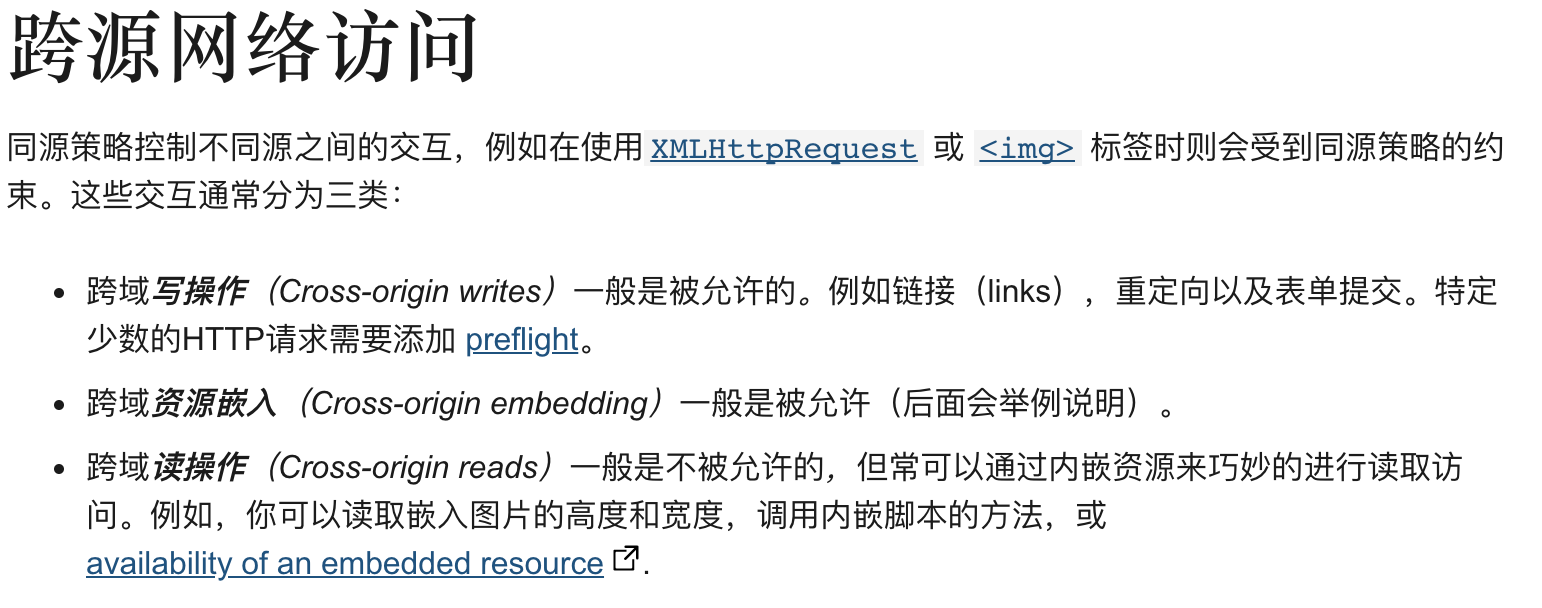 跨源网络访问
同源策略控制不同源之间的交互，例如在使用 XMLHttpRequest 或 <img> 标签时则会受到同源策略的约
束。这些交互通常分为三类：
跨域写操作（Cross-origin writes）一般是被允许的。例如链接（links），重定向以及表单提交。特定
少数的HTTP请求需要添加 preflight。
跨域资源嵌入（Cross-origin embedding）一般是被允许（后面会举例说明）。
跨域读操作（Cross-origin reads）一般是不被允许的，但常可以通过内嵌资源来巧妙的进行读取访
问。例如，你可以读取嵌入图片的高度和宽度，调用内嵌脚本的方法，或
availability of an embedded resource.